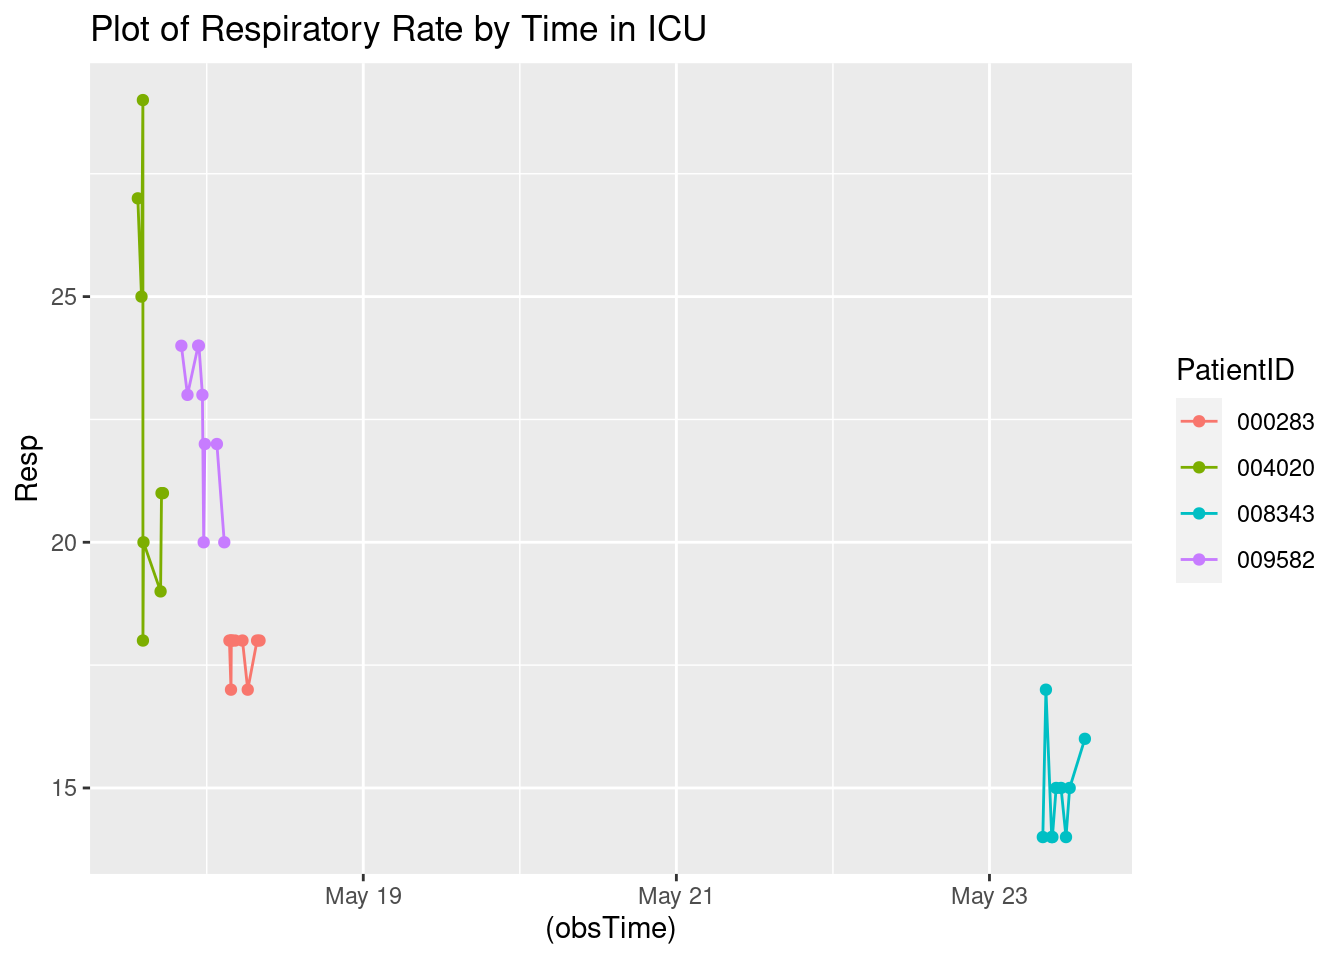 Plot of Respiratory Rate by Time in ICU
Resp
25
20
15
May 19
May 21
May 23
(obsTime)
PatientID
000283
004020
008343
009582